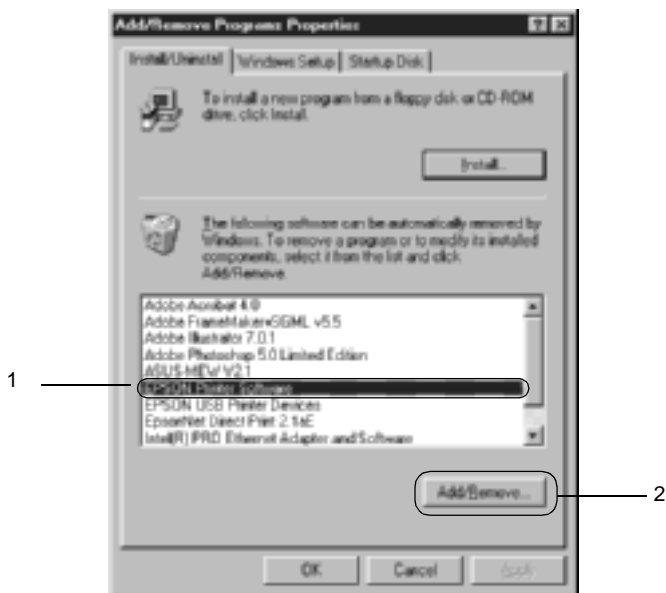 Add/Remove Programs Properties
Install/Uninstall Windows Setup Startup Disk
To install a new program from a floppy disk or CD-ROM
drive, click Install.
Install...
The following software can be automatically removed by
Windows. To remove a program or to modify its installed
components, select it from the list and click
Add/Remove.
Adobe Acrobat 4.0
Adobe FrameMaker+SGML v5.5
Adobe Illustrator 7.0.1
Adobe Photoshop 5.0 Limited Edition
ASUS-MEW V2.1
1
EPSON Printer Software
EPSON USB Printer Devices
EpsonNet Direct Print 2.1aE
Intel(R) PRO Ethernet Adapter and Software
Add/Remove...
2
OK Cancel Apply